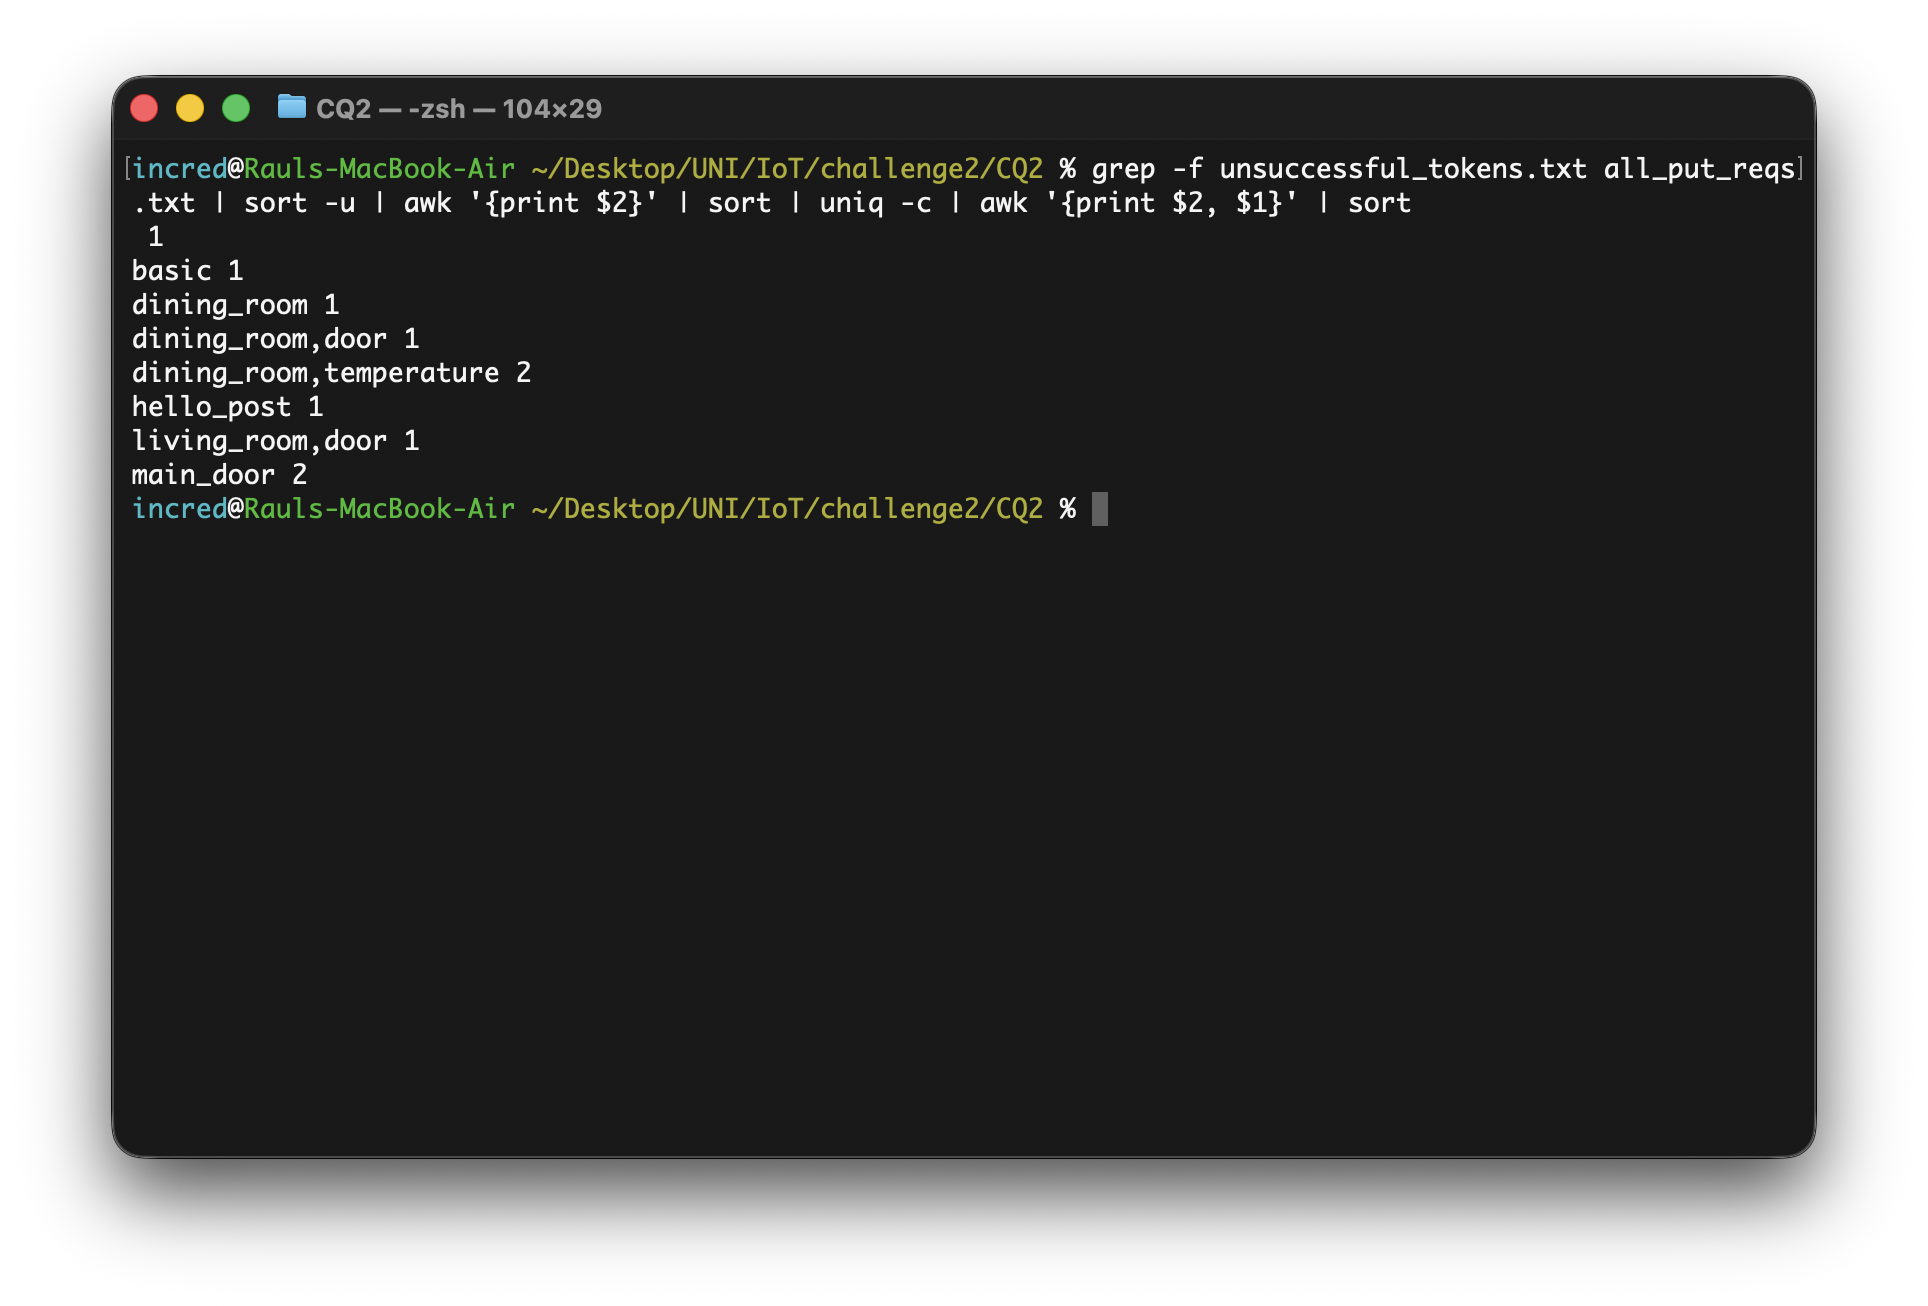 CQ2 — -zsh — 104×29
[incred@Rauls-MacBook-Air ~/Desktop/UNI/IoT/challenge2/CQ2 % grep -f unsuccessful_tokens.txt all_put_reqs]
.txt | sort -u | awk '{print $2}' | sort | uniq -c | awk '{print $2, $1}' | sort
 1
basic 1
dining_room 1
dining_room,door 1
dining_room,temperature 2
hello_post 1
living_room,door 1
main_door 2
incred@Rauls-MacBook-Air ~/Desktop/UNI/IoT/challenge2/CQ2 %